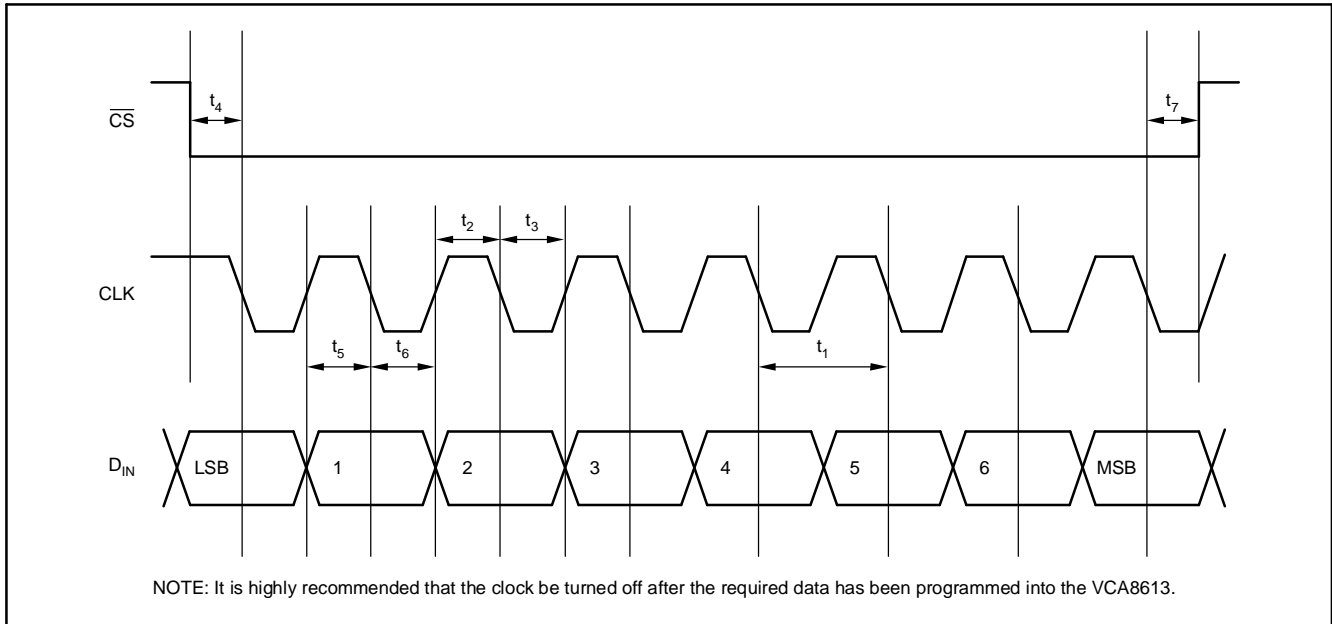 t4
t7
CS
t2
t3
CLK
t5
t6
t1
DIN
LSB
1
2
3
4
5
6
MSB
NOTE: It is highly recommended that the clock be turned off after the required data has been programmed into the VCA8613.